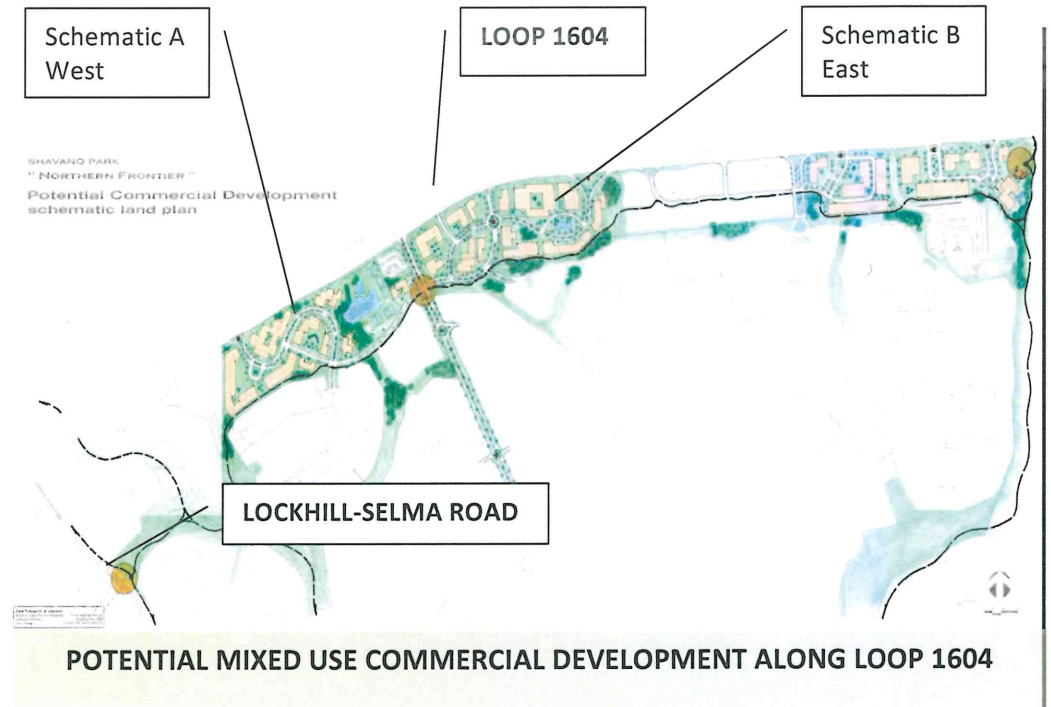 Schematic A
West
LOOP 1604
Schematic B
East
SHAVANO PARK
" NORTHERN FRONTIER "
Potential Commercial Development
schematic land plan
LOCKHILL-SELMA ROAD
POTENTIAL MIXED USE COMMERCIAL DEVELOPMENT ALONG LOOP 1604